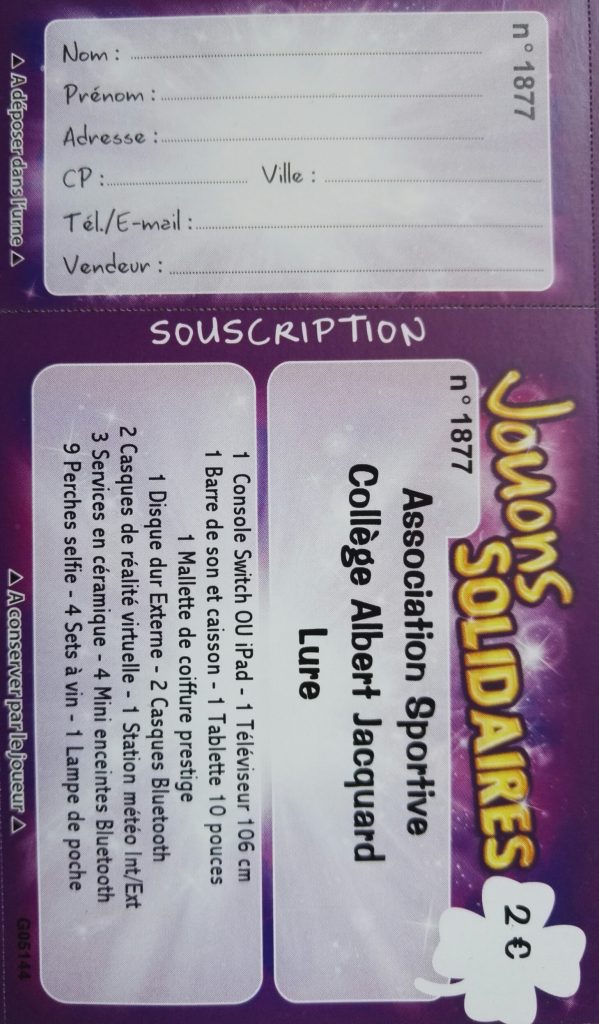 n° 1877
Nom :
Prénom :
Adresse :
CP : Ville :
Tél./E-mail :
Vendeur :
△ A déposer dans l'urne △
SOUSCRIPTION
Jouons
SOLIDAIRES
2 €
n° 1877
Association Sportive
Collège Albert Jacquard
Lure
1 Console Switch OU iPad - 1 Téléviseur 106 cm
1 Barre de son et caisson - 1 Tablette 10 pouces
1 Mallette de coiffure prestige
1 Disque dur Externe - 2 Casques Bluetooth
2 Casques de réalité virtuelle - 1 Station météo Int/Ext
3 Services en céramique - 4 Mini enceintes Bluetooth
9 Perches selfie - 4 Sets à vin - 1 Lampe de poche
△ A conserver par le joueur △
G05144